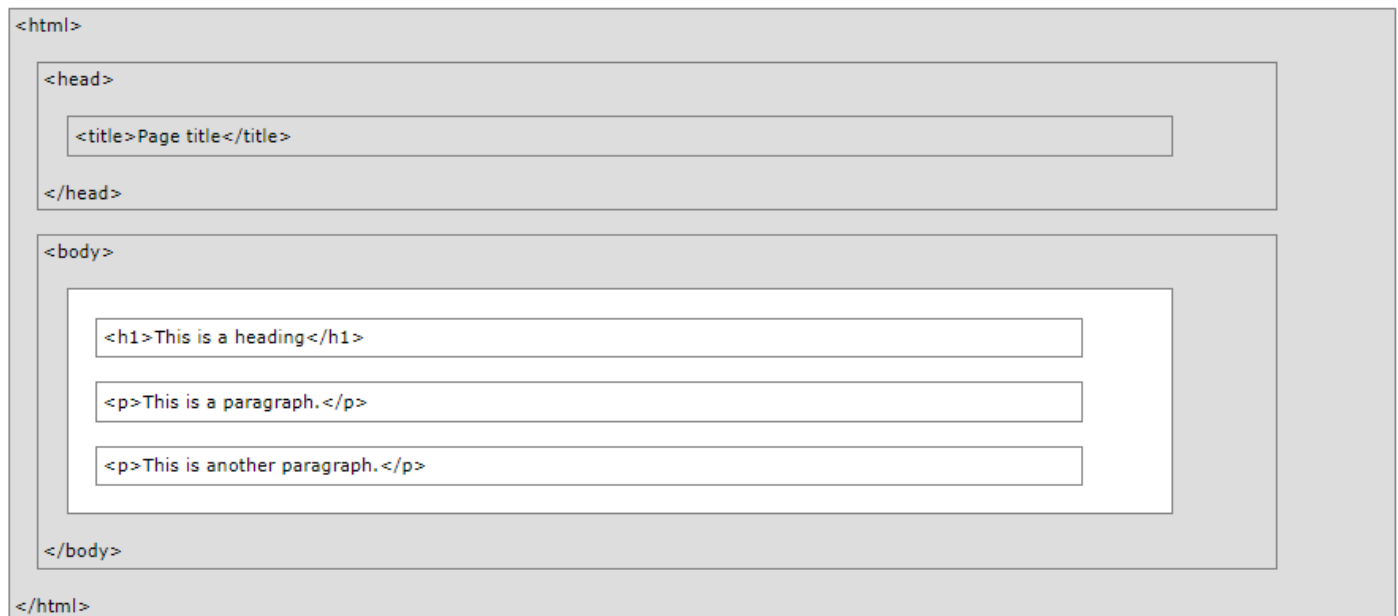 <html>
<head>
<title>Page title</title>
</head>
<body>
<h1>This is a heading</h1>
<p>This is a paragraph.</p>
<p>This is another paragraph.</p>
</body>
</html>